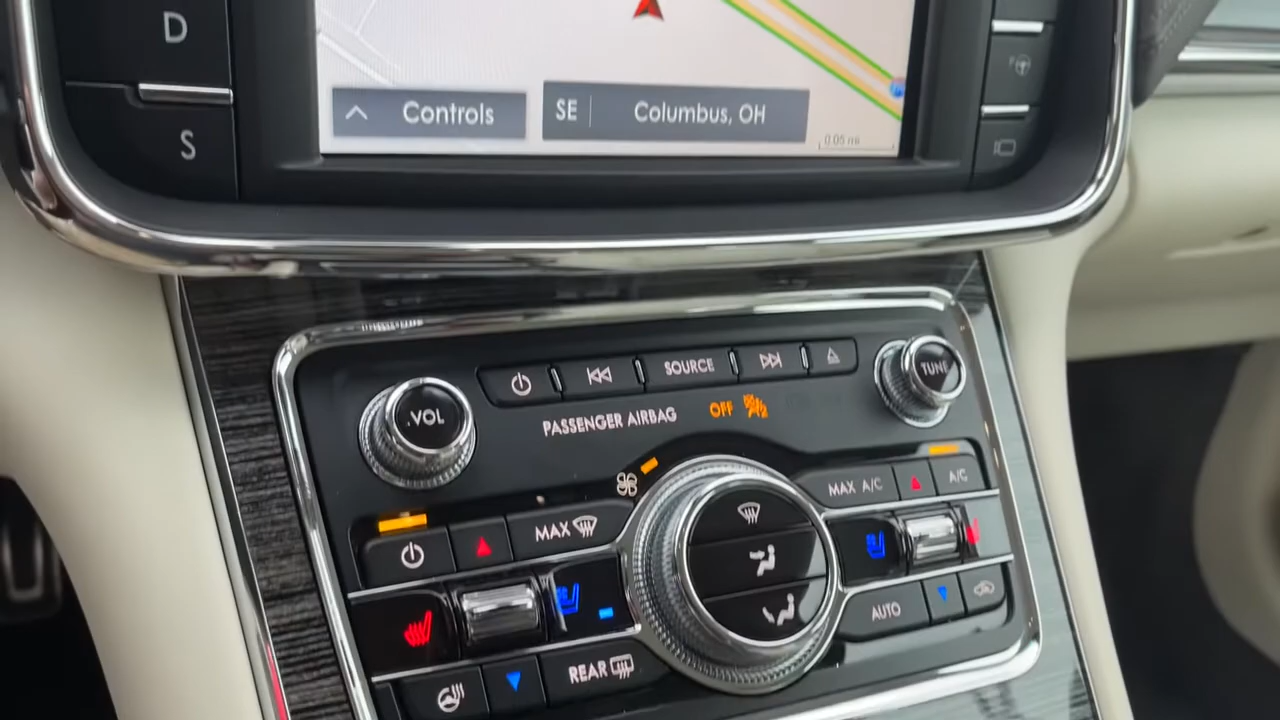 D
S
Controls
SE
Columbus, OH
0.05 mi
SOURCE
VOL
TUNE
PASSENGER AIRBAG OFF
MAX A/C
A/C
MAX
AUTO
REAR